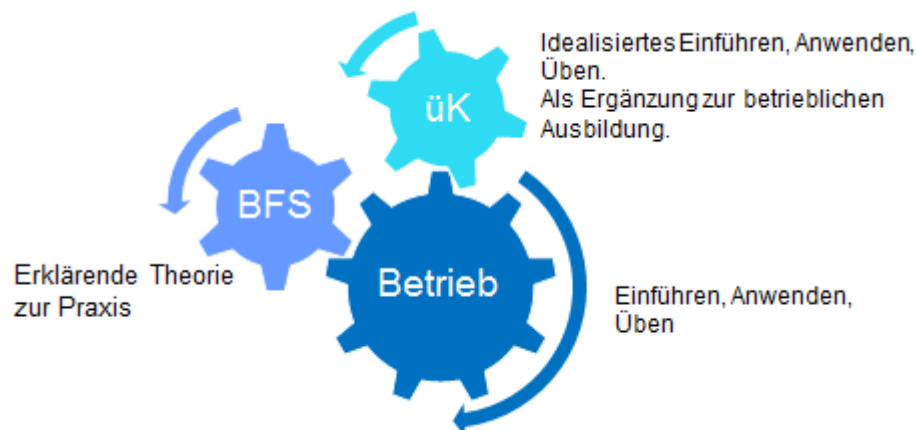 Idealisiertes Einführen, Anwenden,
Üben.
Als Ergänzung zur betrieblichen
Ausbildung.
üK
BFS
Erklärende Theorie
zur Praxis
Betrieb
Einführen, Anwenden,
Üben